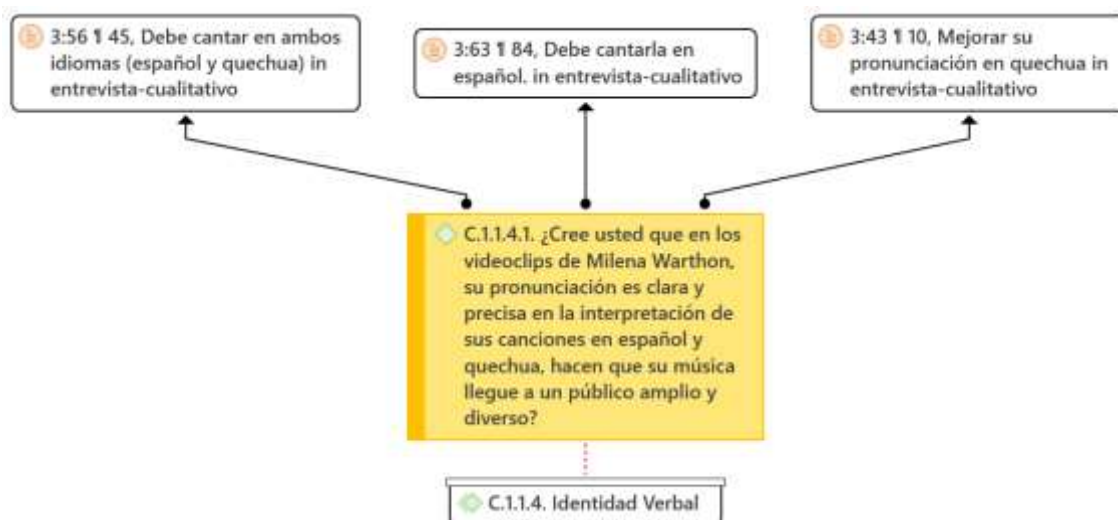 3:56 ¶ 45, Debe cantar en ambos
idiomas (español y quechua) in
entrevista-cualitativo
3:63 ¶ 84, Debe cantarla en
español. in entrevista-cualitativo
3:43 ¶ 10, Mejorar su
pronunciación en quechua in
entrevista-cualitativo
C.1.1.4.1. ¿Cree usted que en los
videoclips de Milena Warthon,
su pronunciación es clara y
precisa en la interpretación de
sus canciones en español y
quechua, hacen que su música
llegue a un público amplio y
diverso?
C.1.1.4. Identidad Verbal